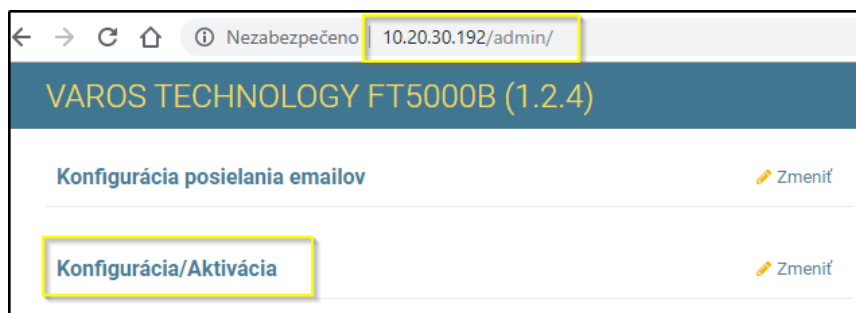 Nezabezpečeno | 10.20.30.192/admin/
VAROS TECHNOLOGY FT5000B (1.2.4)
Konfigurácia posielania emailov Zmeniť
Konfigurácia/Aktivácia Zmeniť